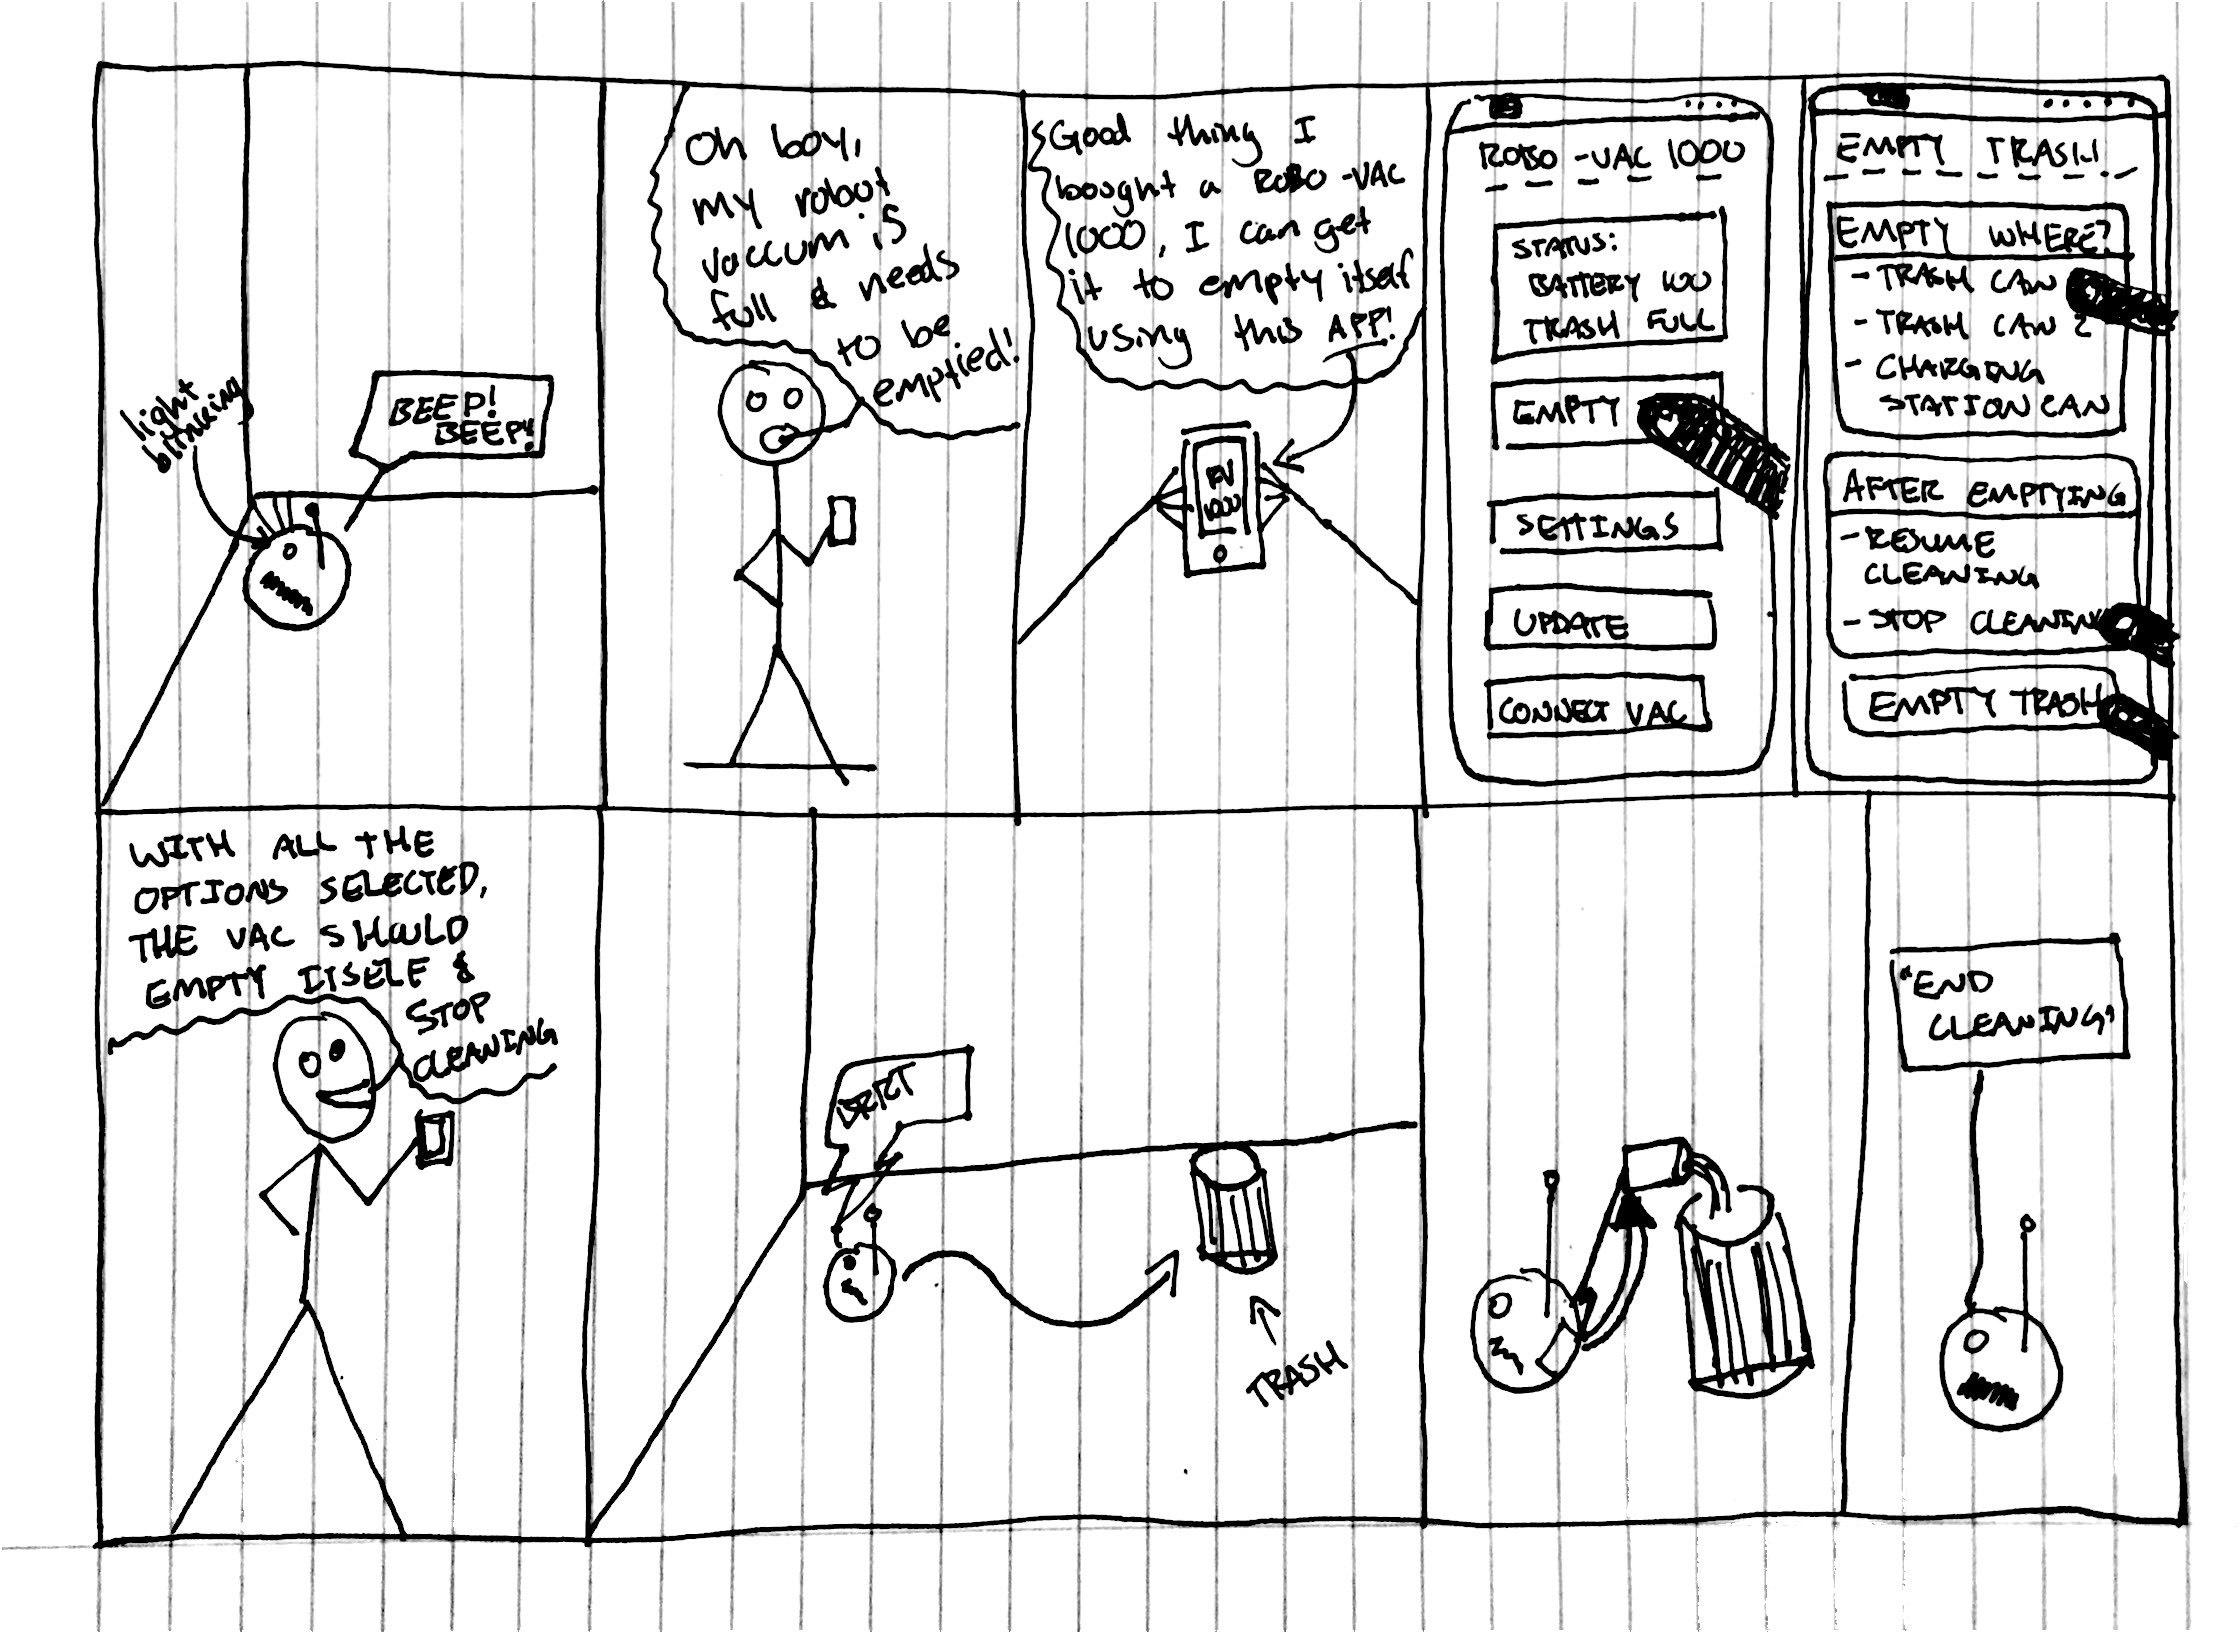 light
blinking
BEEP!
BEEP!
Oh boy,
my robot
vaccum is
full & needs
to be
emptied!
Good thing I
bought a ROBO-VAC
1000, I can get
it to empty itself
using this APP!
RV
1000
ROBO-VAC 1000
STATUS:
BATTERY 100
TRASH FULL
EMPTY
SETTINGS
UPDATE
CONNECT VAC
EMPTY TRASH
EMPTY WHERE?
- TRASH CAN
- TRASH CAN 2
- CHARGING
STATION CAN
AFTER EMPTYING
- RESUME
CLEANING
- STOP CLEANING
EMPTY TRASH
WITH ALL THE
OPTIONS SELECTED,
THE VAC SHOULD
EMPTY ITSELF &
STOP
CLEANING
TRASH
"END
CLEANING"